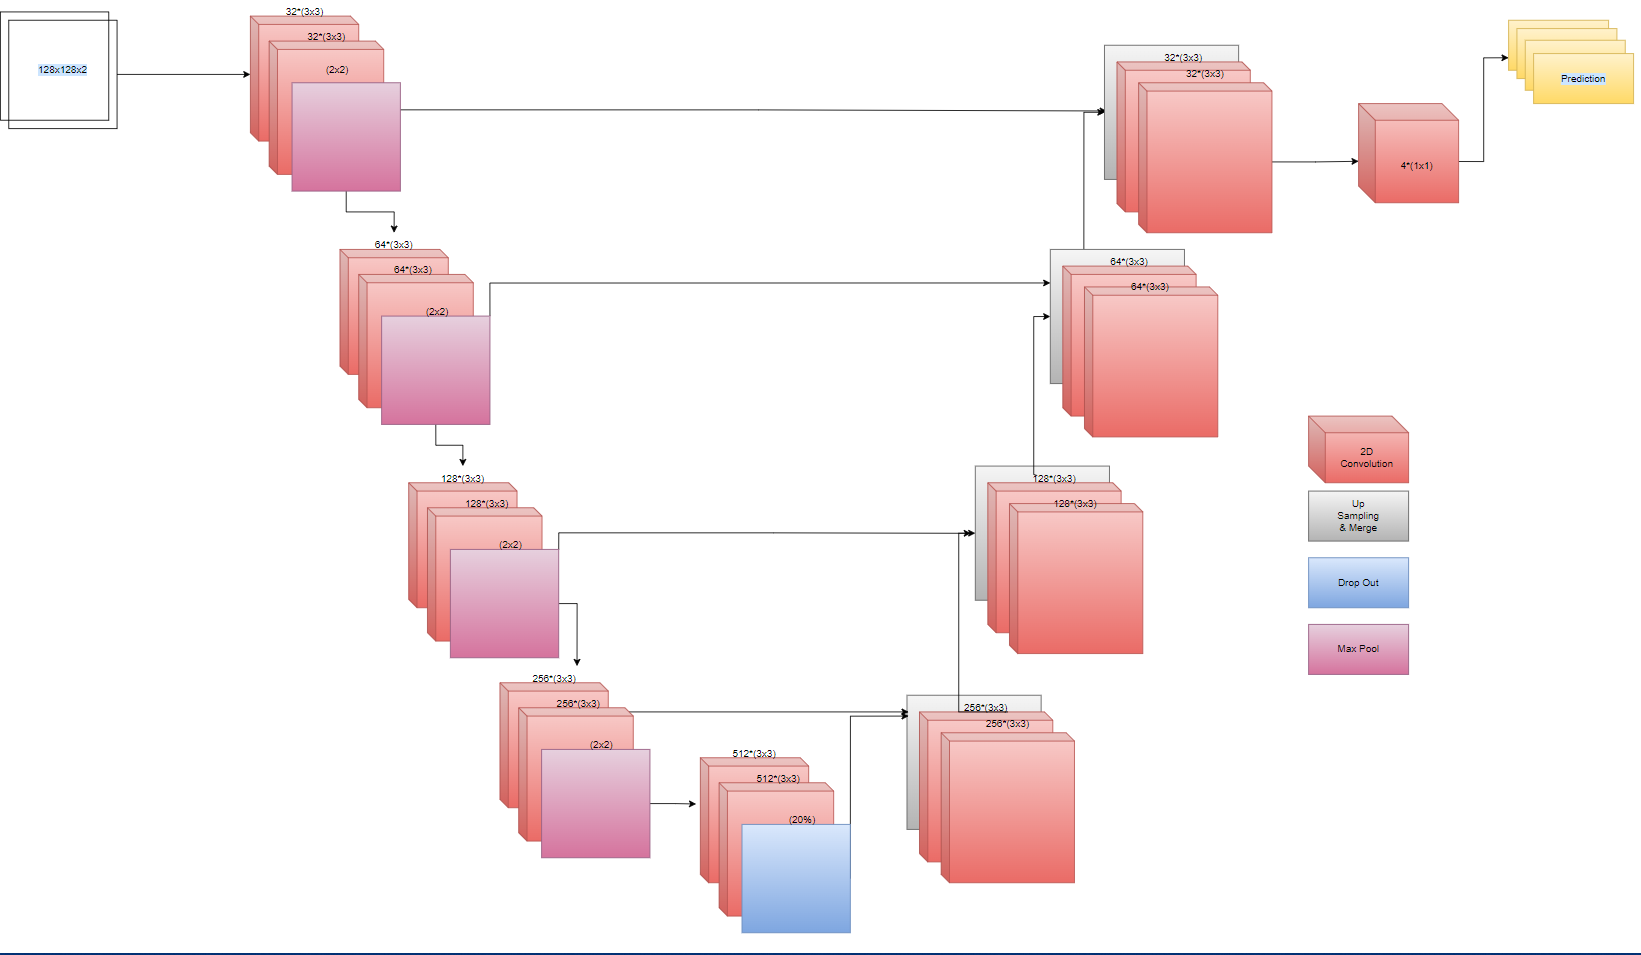 128x128x2
32*(3x3)
32*(3x3)
(2x2)
32*(3x3)
32*(3x3)
4*(1x1)
Prediction
64*(3x3)
64*(3x3)
(2x2)
64*(3x3)
64*(3x3)
128*(3x3)
128*(3x3)
(2x2)
128*(3x3)
128*(3x3)
256*(3x3)
256*(3x3)
(2x2)
512*(3x3)
512*(3x3)
(20%)
256*(3x3)
256*(3x3)
2D
Convolution
Up
Sampling
& Merge
Drop Out
Max Pool